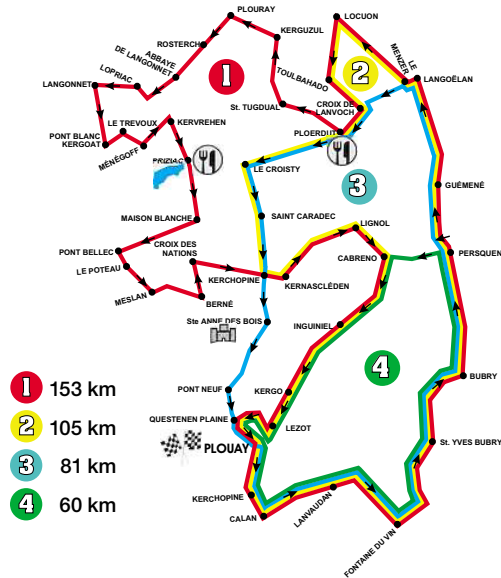 PLOURAY
LOCUON
KERGUZUL
ROSTERCH
ABBAYE
DE LANGONNET
LE
MENZER
LANGOËLAN
LOPRIAC
LANGONNET
1
2
TOULBAHADO
CROIX DE
LANVOCH
St. TUGDUAL
LE TREVOUX
KERVREHEN
PLOERDUT
PONT BLANC
KERGOAT
MÉNÉGOFF
PRIZIAC
LE CROISTY
3
GUÉMENÉ
MAISON BLANCHE
SAINT CARADEC
LIGNOL
PONT BELLEC
CROIX DES
NATIONS
CABRENO
PERSQUEN
LE POTEAU
KERCHOPINE
KERNASCLÉDEN
MESLAN
BERNÉ
Ste ANNE DES BOIS
INGUINIEL
4
PONT NEUF
KERGO
BUBRY
1 153 km
QUESTENEN PLAINE
LEZOT
2 105 km
PLOUAY
St. YVES BUBRY
3 81 km
KERCHOPINE
LANVAUDAN
4 60 km
CALAN
FONTAINE DU VIN